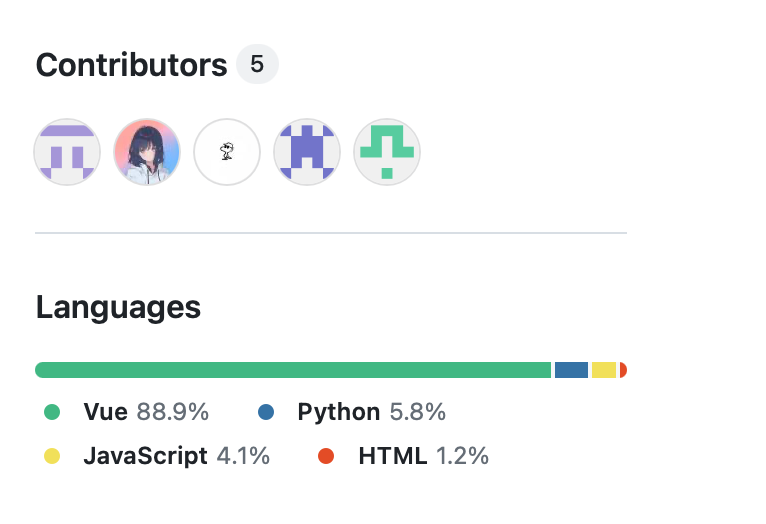 Contributors 5
Languages
Vue 88.9% Python 5.8%
JavaScript 4.1% HTML 1.2%